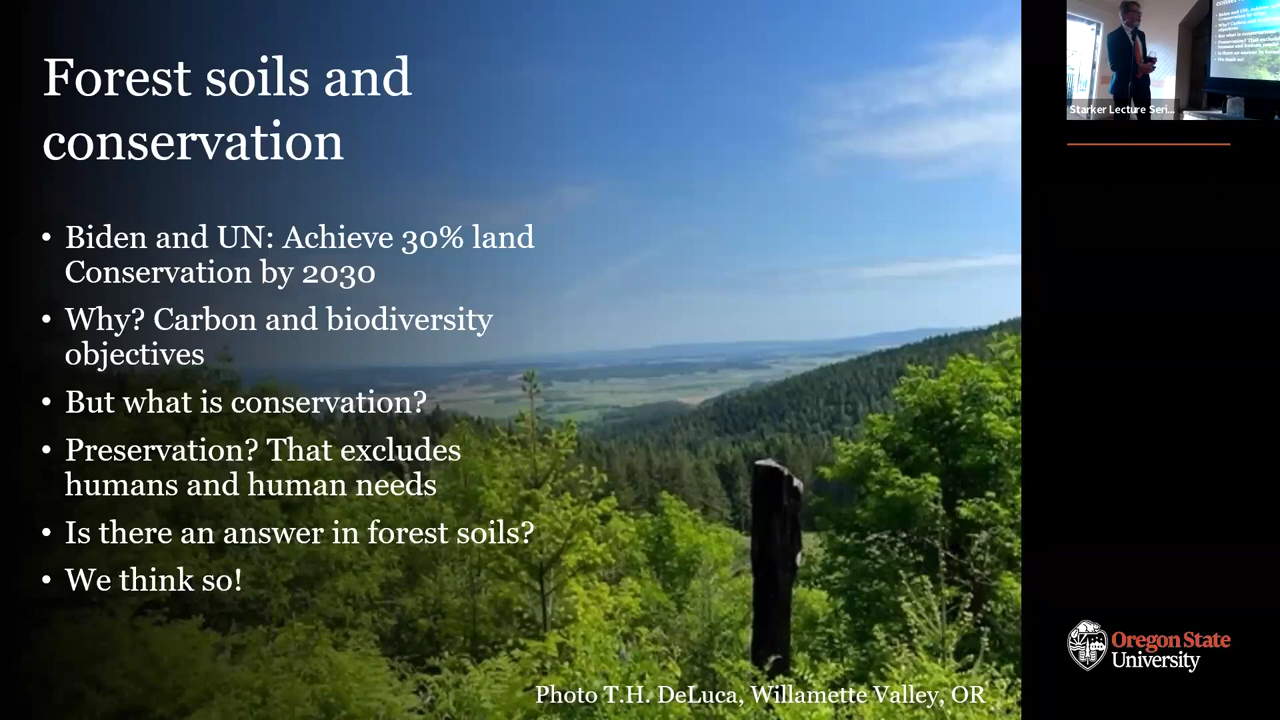 Forest soils and
conservation
• Biden and UN: Achieve 30% land
Conservation by 2030
• Why? Carbon and biodiversity
objectives
• But what is conservation?
• Preservation? That excludes
humans and human needs
• Is there an answer in forest soils?
• We think so!
Photo T.H. DeLuca, Willamette Valley, OR
Starker Lecture Seri...
Oregon State
University